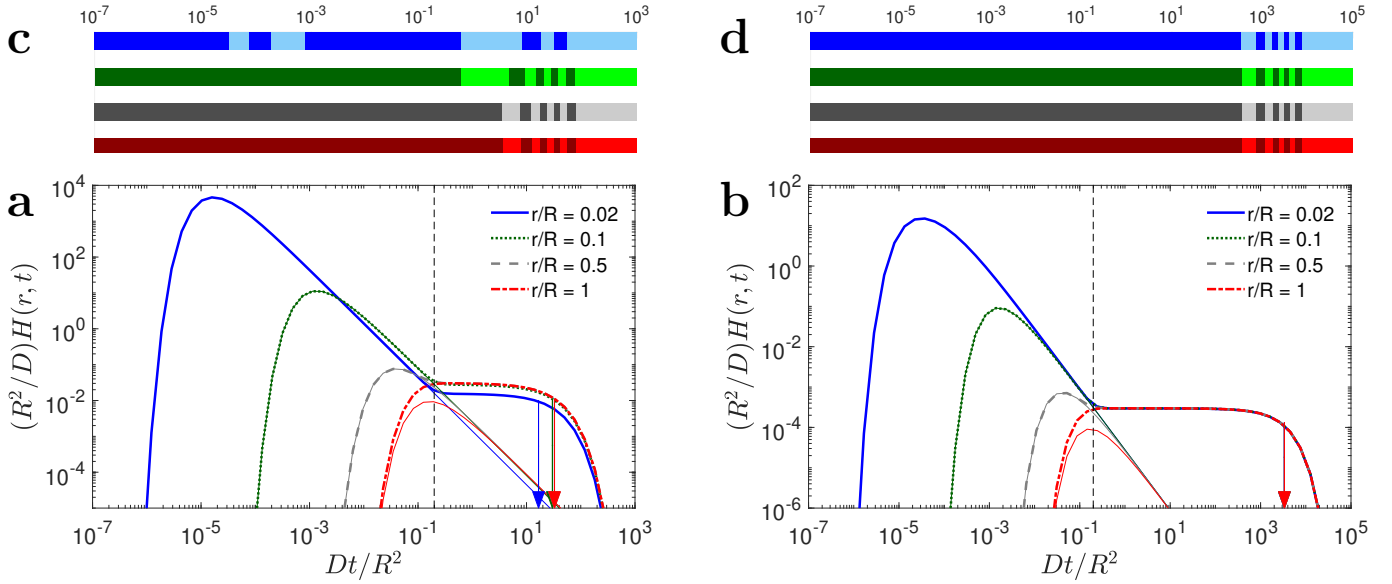 10^-7 10^-5 10^-3 10^-1 10^1 10^3
c
10^-7 10^-5 10^-3 10^-1 10^1 10^3 10^5
d
a
10^4
10^2
10^0
10^-2
10^-4
(R^2/D)H(r,t)
r/R = 0.02
r/R = 0.1
r/R = 0.5
r/R = 1
10^-7 10^-5 10^-3 10^-1 10^1 10^3
Dt/R^2
b
10^2
10^0
10^-2
10^-4
10^-6
(R^2/D)H(r,t)
r/R = 0.02
r/R = 0.1
r/R = 0.5
r/R = 1
10^-7 10^-5 10^-3 10^-1 10^1 10^3 10^5
Dt/R^2